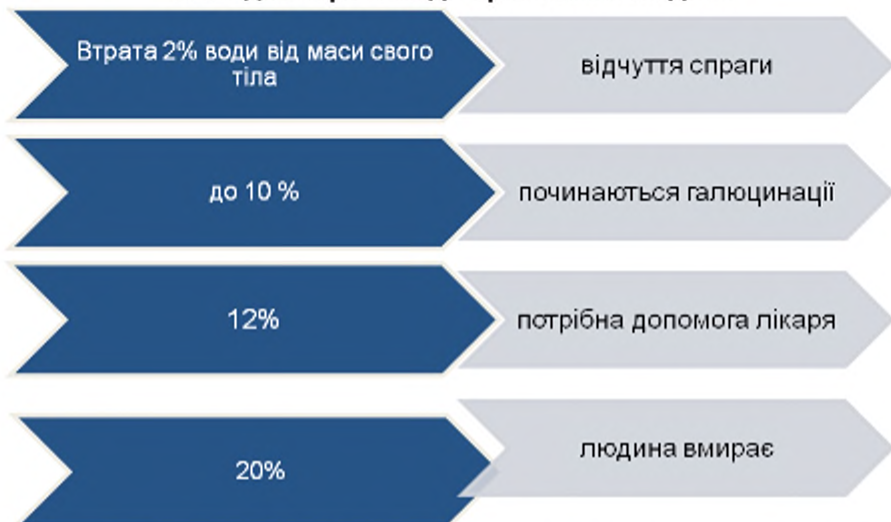 Втрата 2% води від маси свого
тіла
відчуття спраги
до 10 %
починаються галюцинації
12%
потрібна допомога лікаря
20%
людина вмирає